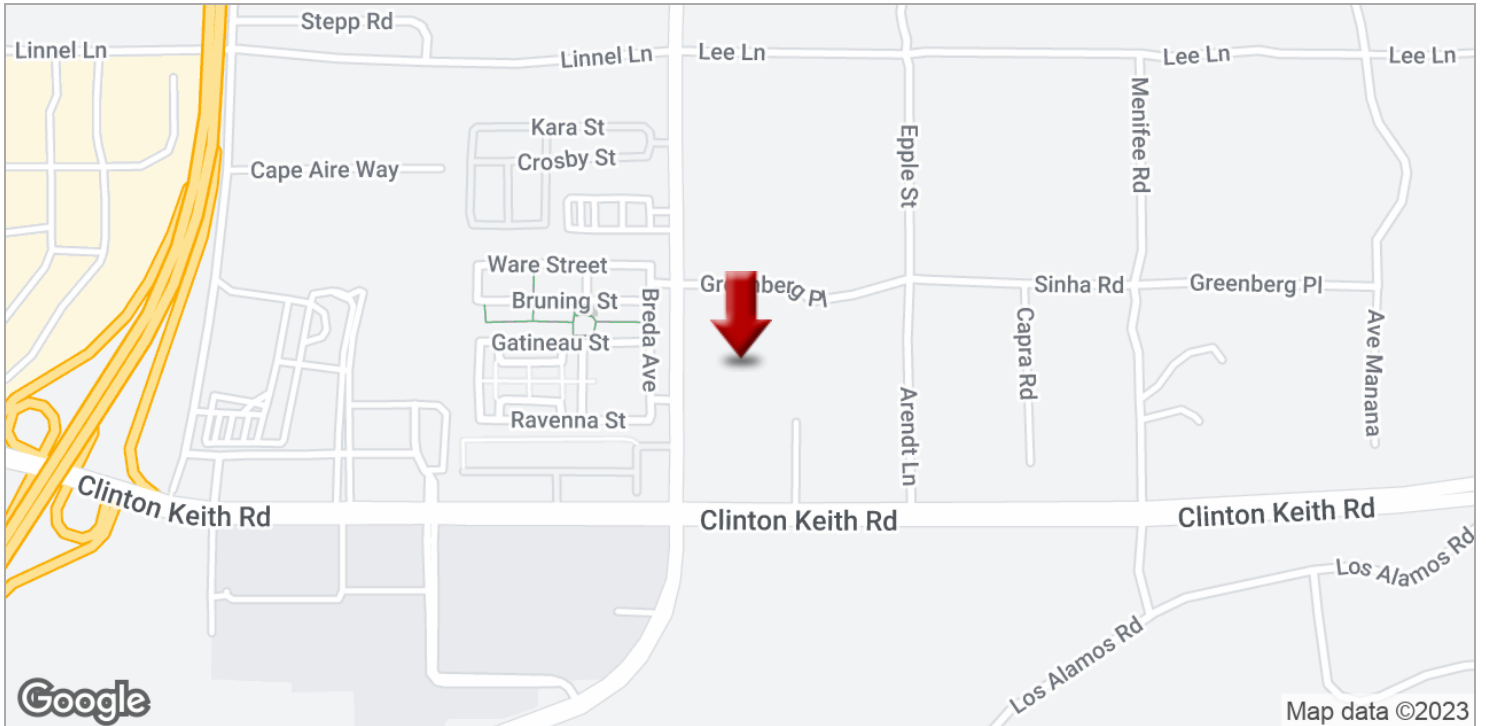 Stepp Rd
Linnel Ln
Linnel Ln
Lee Ln
Lee Ln
Lee Ln
Kara St
Crosby St
Cape Aire Way
Epple St
Menifee Rd
Ware Street
Bruning St
Gatineau St
Ravenna St
Breda Ave
Pl
Sinha Rd
Greenberg Pl
Capra Rd
Ave Manana
Arendt Ln
Clinton Keith Rd
Clinton Keith Rd
Clinton Keith Rd
Los Alamos Rd
Los Alamos Rd
Google
Map data ©2023